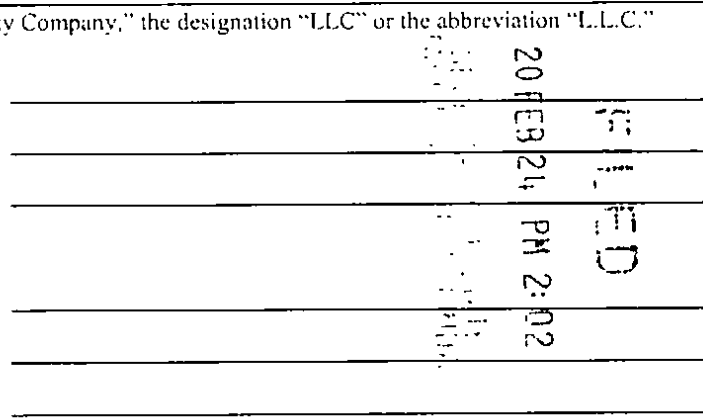 y Company," the designation "LLC" or the abbreviation "L.L.C."
FILED
20 FEB 24 PM 2:02